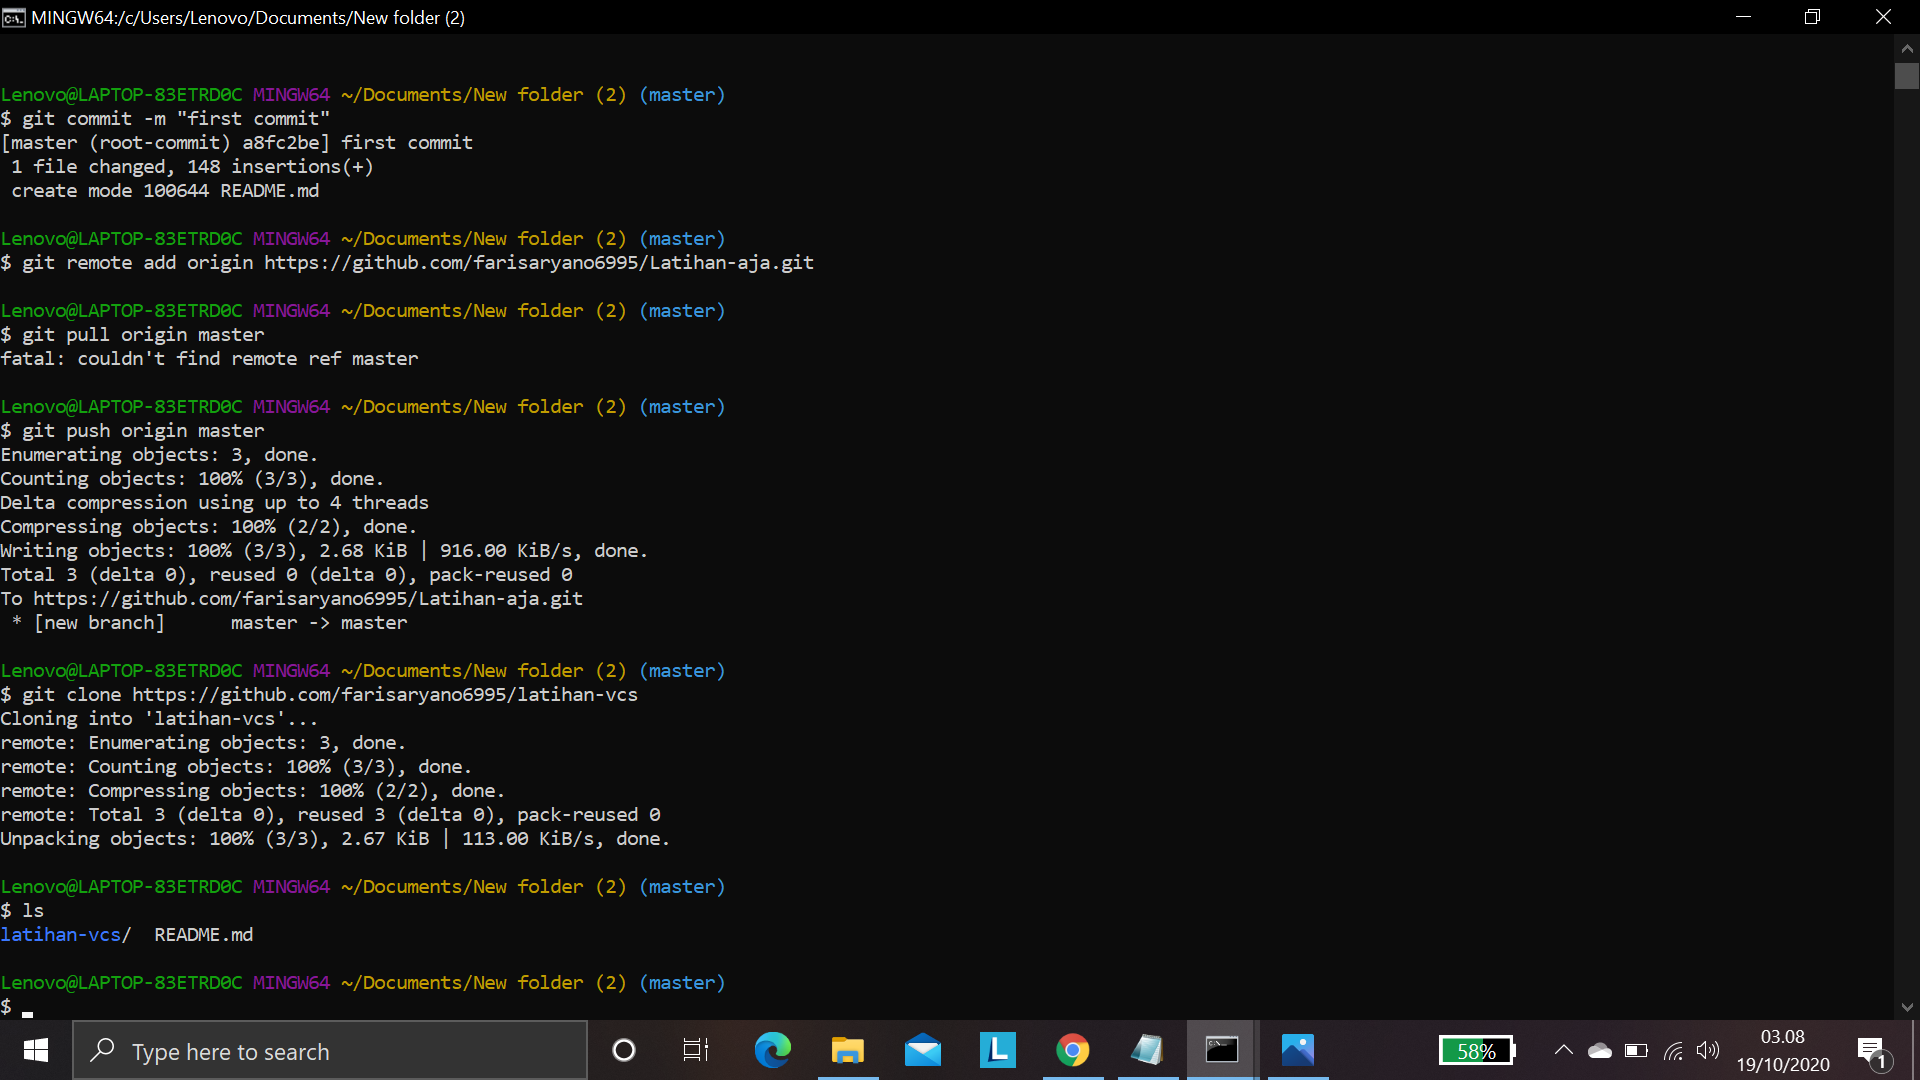 MINGW64:/c/Users/Lenovo/Documents/New folder (2)
Lenovo@LAPTOP-83ETRD0C MINGW64 ~/Documents/New folder (2) (master)
$ git commit -m "first commit"
[master (root-commit) a8fc2be] first commit
 1 file changed, 148 insertions(+)
 create mode 100644 README.md
Lenovo@LAPTOP-83ETRD0C MINGW64 ~/Documents/New folder (2) (master)
$ git remote add origin https://github.com/farisaryano6995/Latihan-aja.git
Lenovo@LAPTOP-83ETRD0C MINGW64 ~/Documents/New folder (2) (master)
$ git pull origin master
fatal: couldn't find remote ref master
Lenovo@LAPTOP-83ETRD0C MINGW64 ~/Documents/New folder (2) (master)
$ git push origin master
Enumerating objects: 3, done.
Counting objects: 100% (3/3), done.
Delta compression using up to 4 threads
Compressing objects: 100% (2/2), done.
Writing objects: 100% (3/3), 2.68 KiB | 916.00 KiB/s, done.
Total 3 (delta 0), reused 0 (delta 0), pack-reused 0
To https://github.com/farisaryano6995/Latihan-aja.git
 * [new branch]      master -> master
Lenovo@LAPTOP-83ETRD0C MINGW64 ~/Documents/New folder (2) (master)
$ git clone https://github.com/farisaryano6995/latihan-vcs
Cloning into 'latihan-vcs'...
remote: Enumerating objects: 3, done.
remote: Counting objects: 100% (3/3), done.
remote: Compressing objects: 100% (2/2), done.
remote: Total 3 (delta 0), reused 3 (delta 0), pack-reused 0
Unpacking objects: 100% (3/3), 2.67 KiB | 113.00 KiB/s, done.
Lenovo@LAPTOP-83ETRD0C MINGW64 ~/Documents/New folder (2) (master)
$ ls
latihan-vcs/  README.md
Lenovo@LAPTOP-83ETRD0C MINGW64 ~/Documents/New folder (2) (master)
$
Type here to search
L
58%
03.08
19/10/2020
1